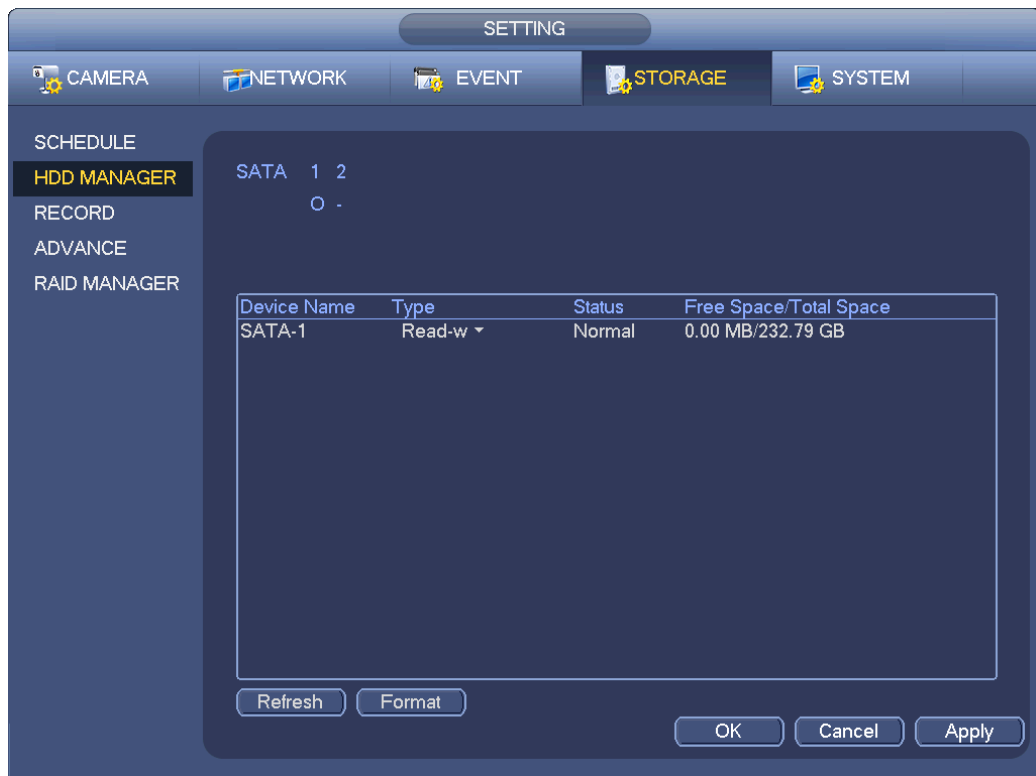 SETTING
CAMERA NETWORK EVENT STORAGE SYSTEM
SCHEDULE
HDD MANAGER
RECORD
ADVANCE
RAID MANAGER
SATA 1 2
O -
Device Name Type Status Free Space/Total Space
SATA-1 Read-w Normal 0.00 MB/232.79 GB
Refresh Format
OK Cancel Apply